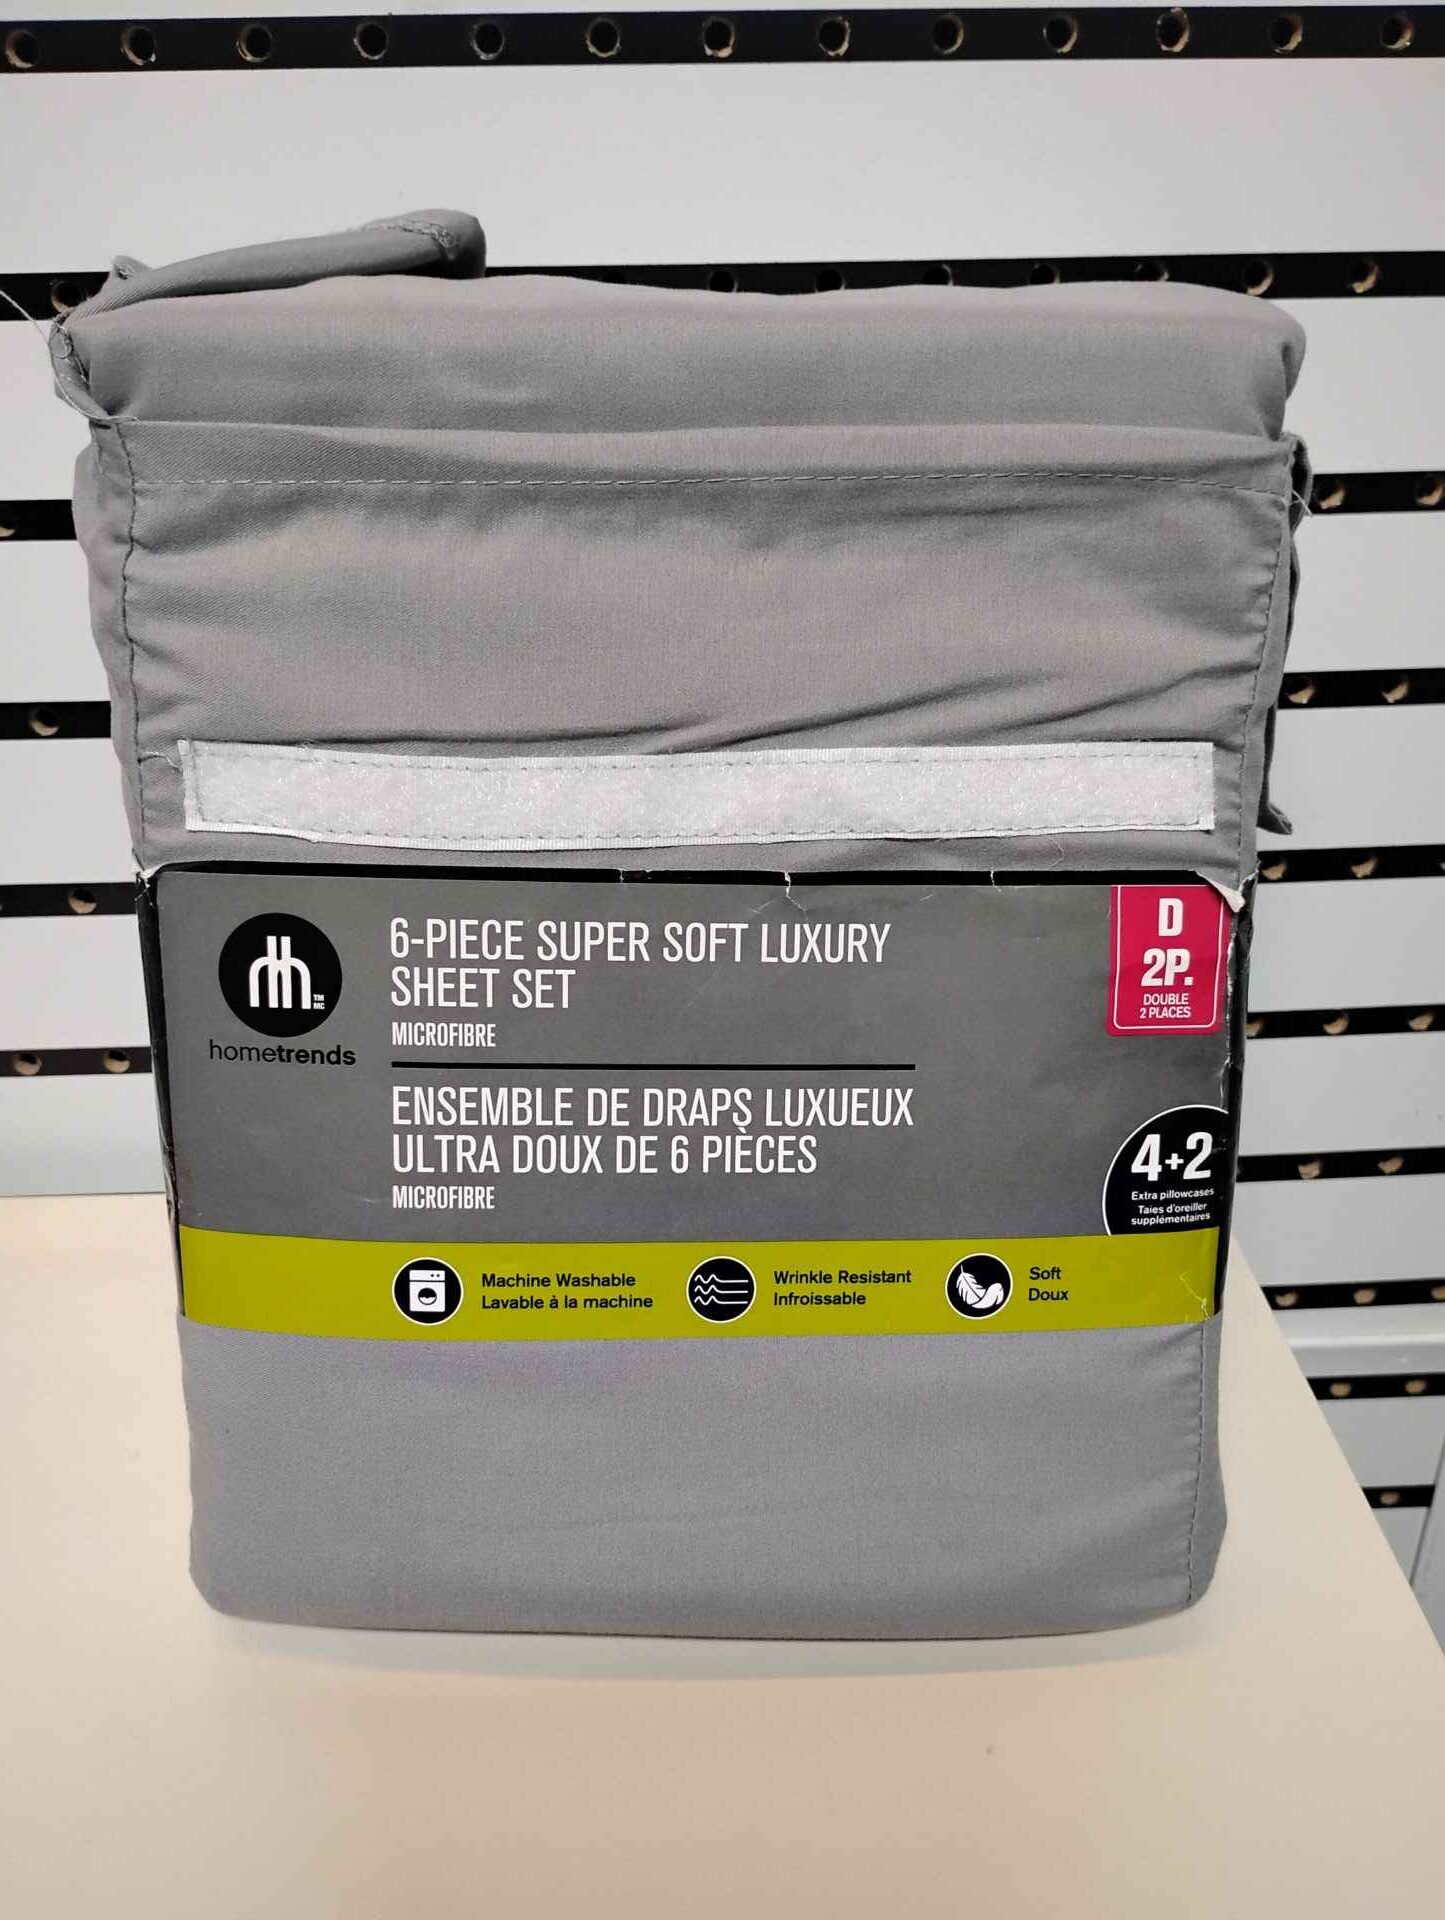 6-PIECE SUPER SOFT LUXURY
SHEET SET
MICROFIBRE
TM
MC
hometrends
ENSEMBLE DE DRAPS LUXUEUX
ULTRA DOUX DE 6 PIÈCES
MICROFIBRE
D
2P.
DOUBLE
2 PLACES
4+2
Extra pillowcases
Taies d'oreiller
supplémentaires
Machine Washable
Lavable à la machine
Wrinkle Resistant
Infroissable
Soft
Doux